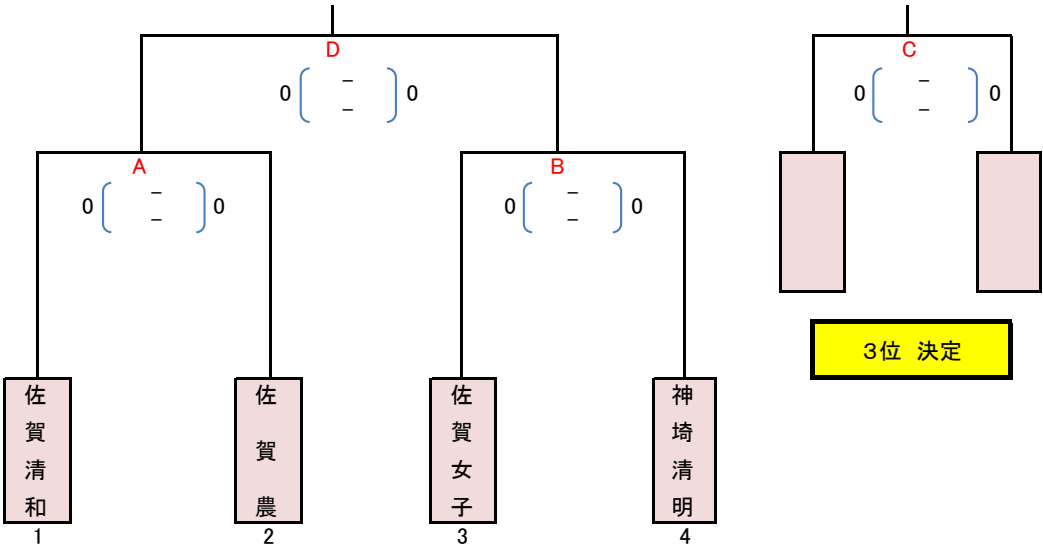 D C
0 － 0 0 － 0
－ －
A B
0 － 0 0 － 0
－ －
３位 決定
佐賀清和
佐賀農
佐賀女子
神埼清明
1 2 3 4